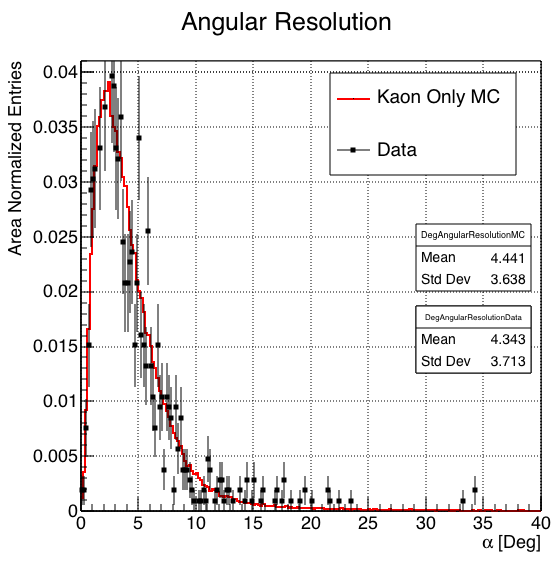 Angular Resolution
Area Normalized Entries
0.04
0.035
0.03
0.025
0.02
0.015
0.01
0.005
0
Kaon Only MC
Data
DegAngularResolutionMC
Mean 4.441
Std Dev 3.638
DegAngularResolutionData
Mean 4.343
Std Dev 3.713
0 5 10 15 20 25 30 35 40
α [Deg]